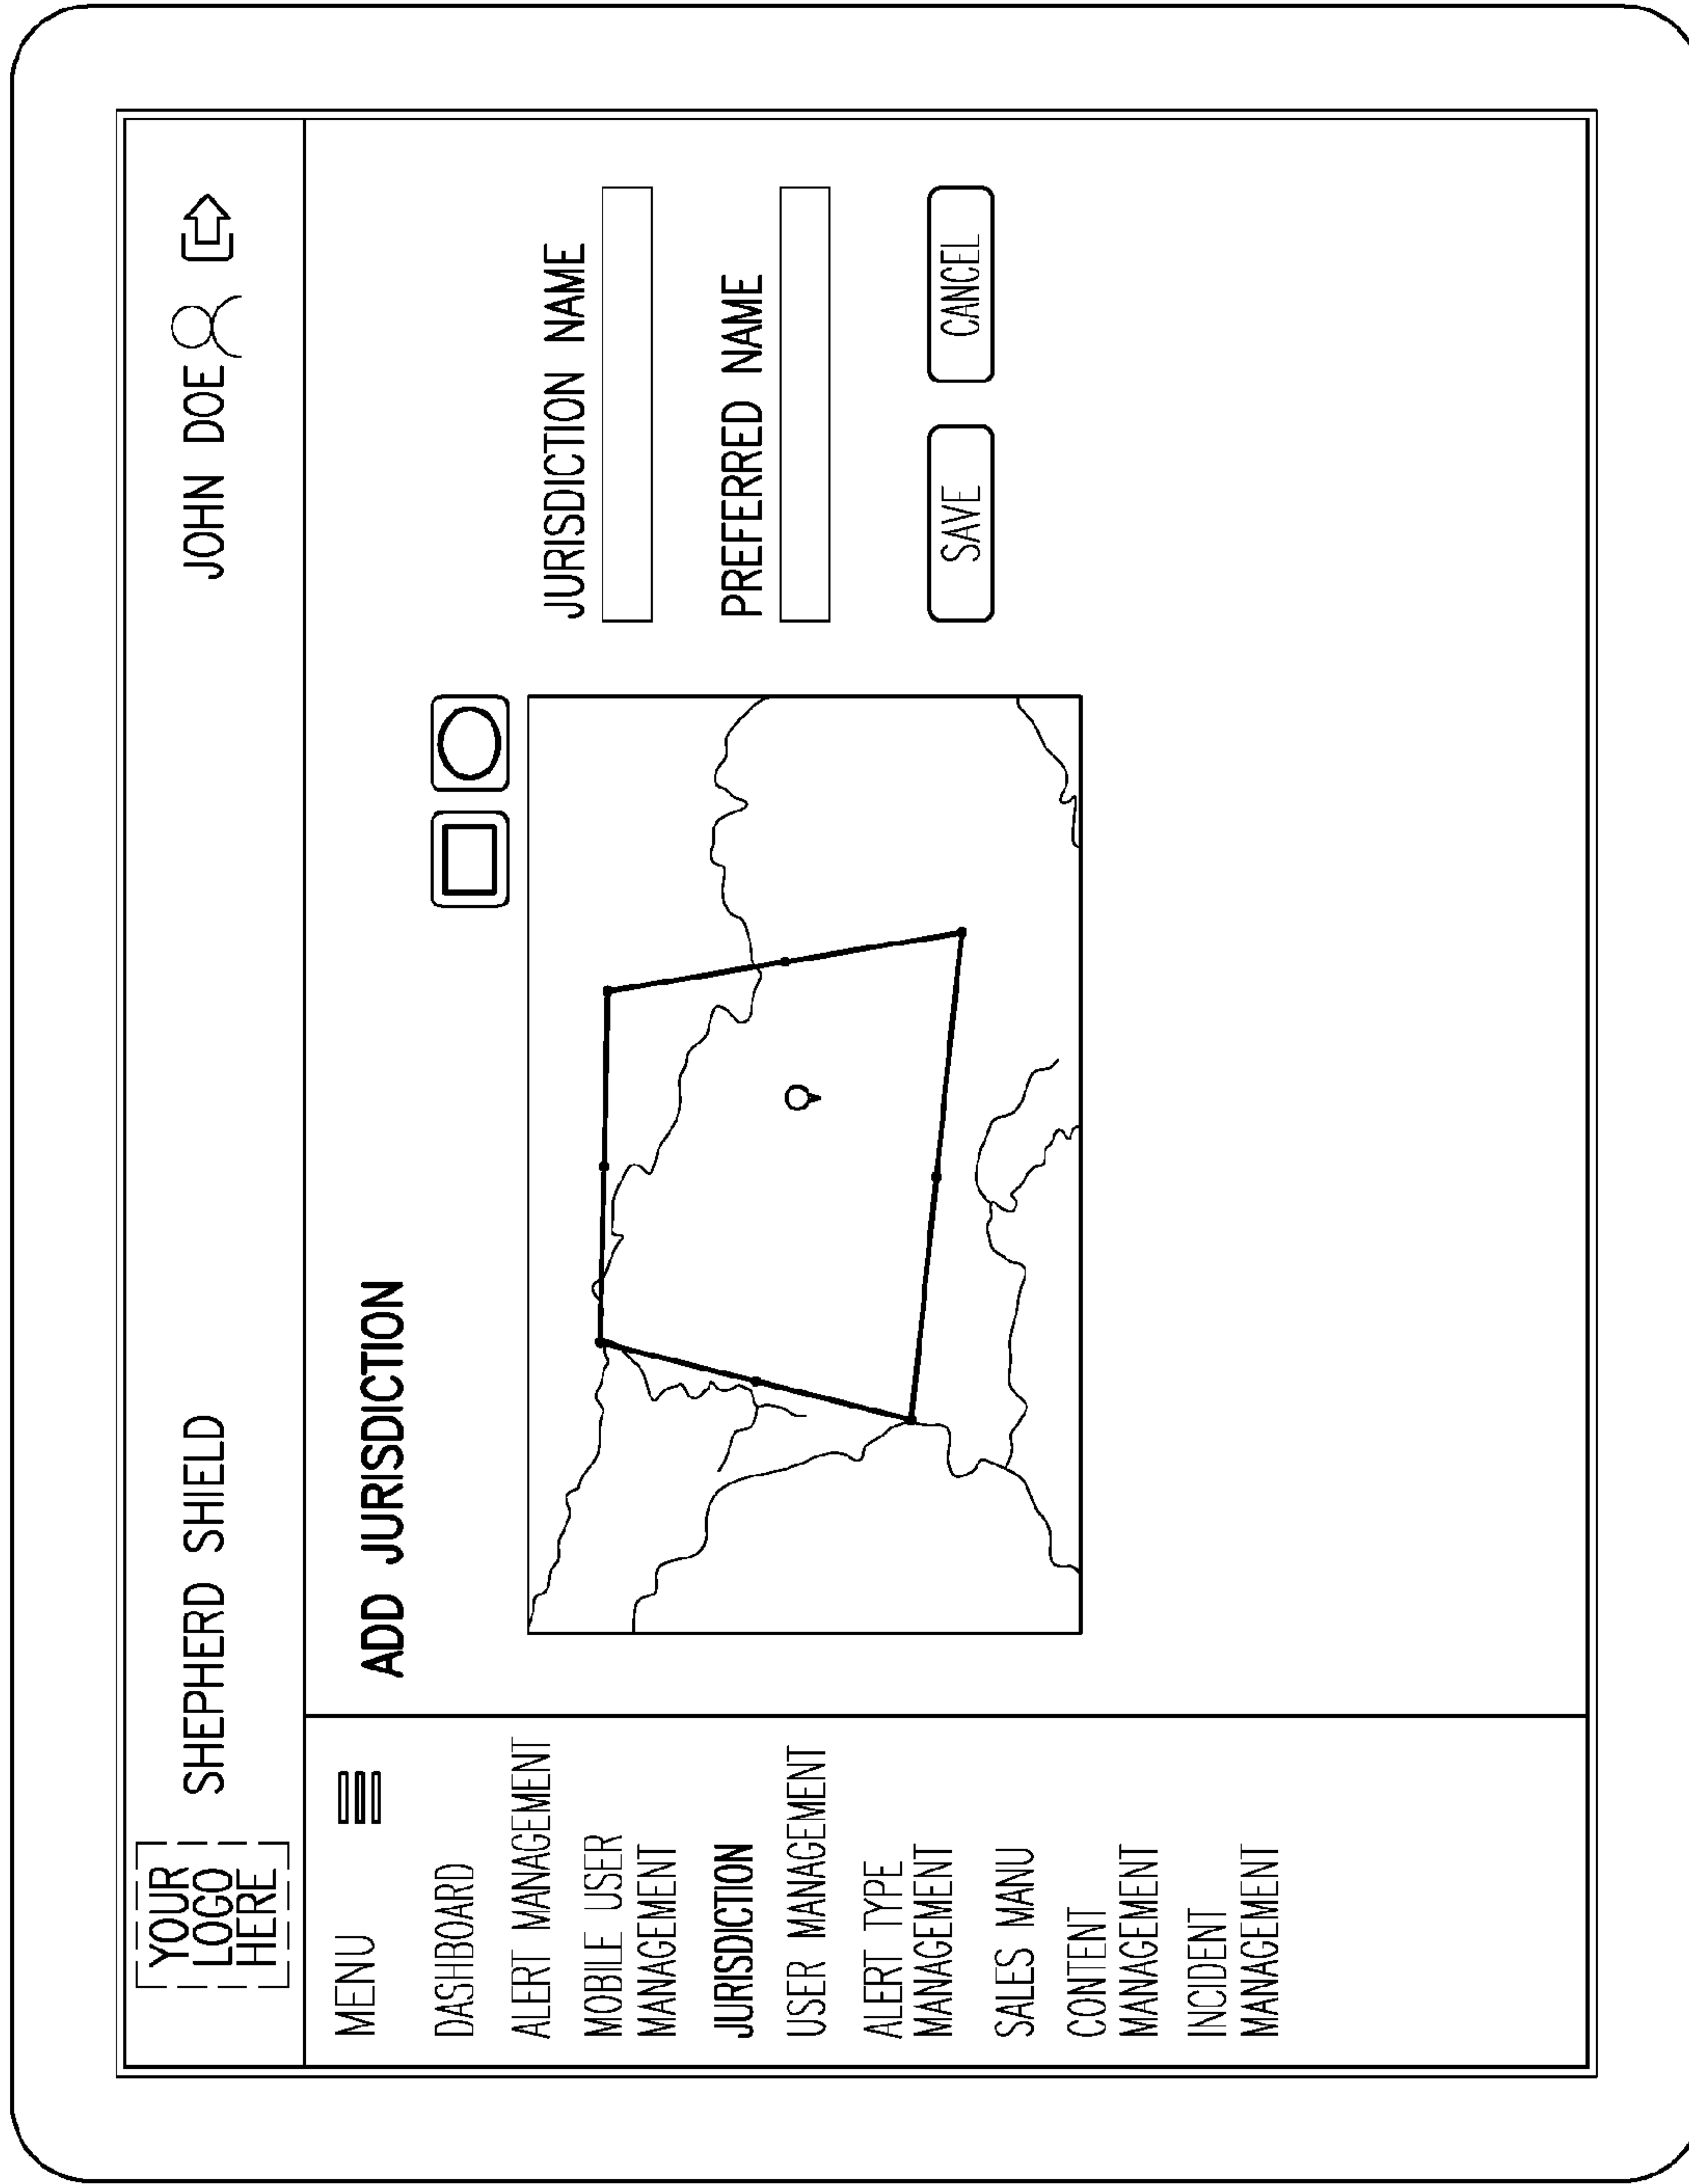 YOUR
LOGO
HERE
SHEPHERD SHIELD
JOHN DOE
MENU
DASHBOARD
ALERT MANAGEMENT
MOBILE USER
MANAGEMENT
JURISDICTION
USER MANAGEMENT
ALERT TYPE
MANAGEMENT
SALES MANU
CONTENT
MANAGEMENT
INCIDENT
MANAGEMENT
ADD JURISDICTION
JURISDICTION NAME
PREFERRED NAME
SAVE
CANCEL